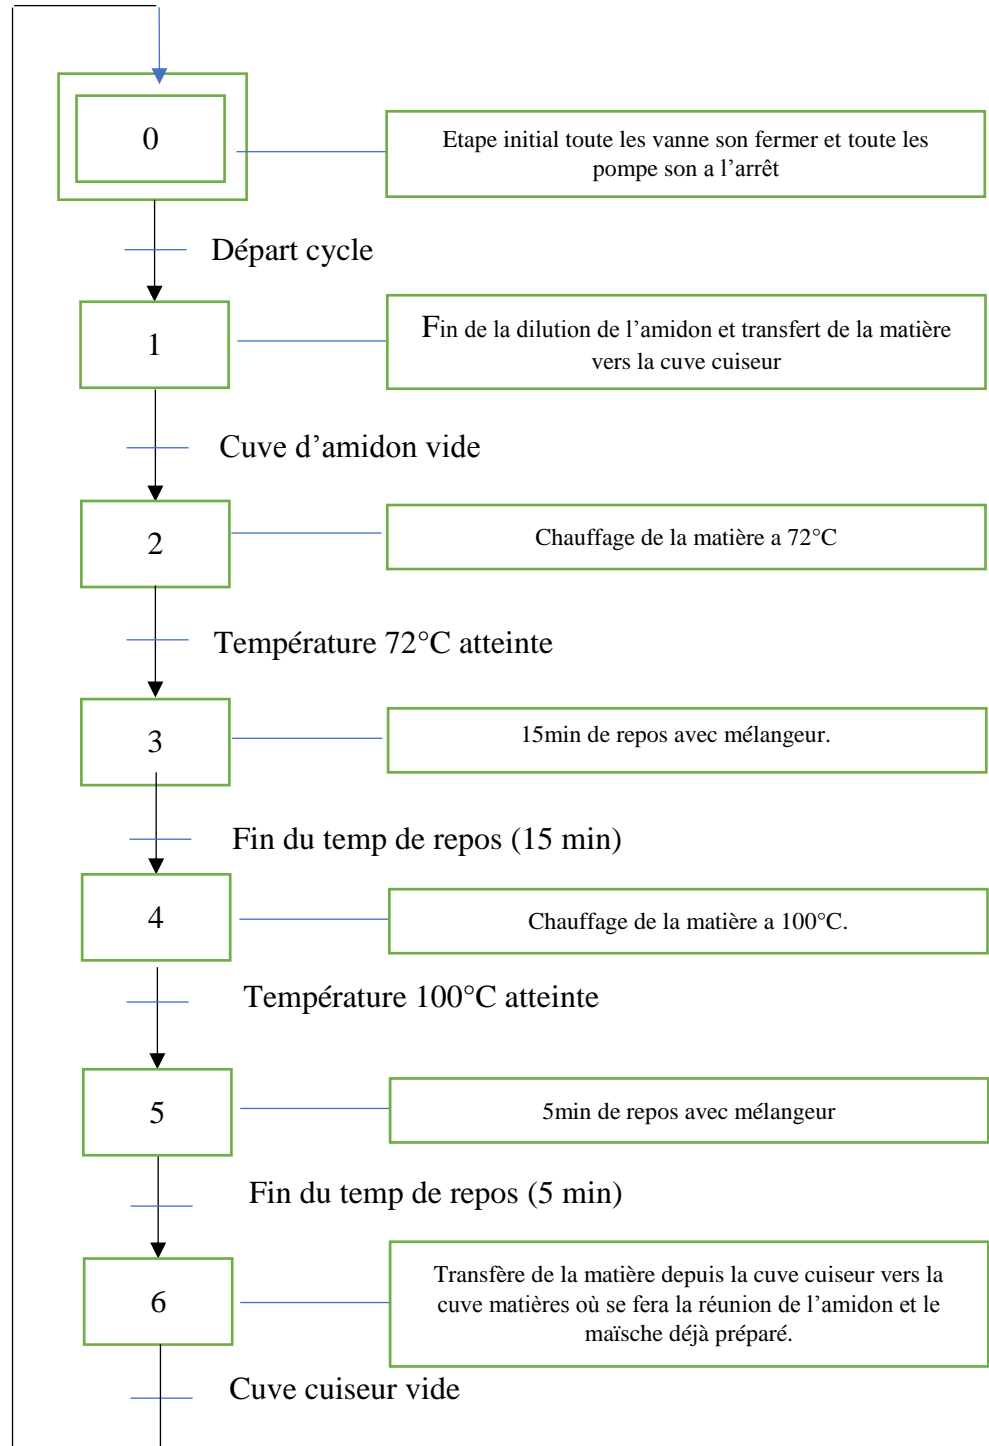 0
Etape initial toute les vanne son fermer et toute les
pompe son a l’arrêt
Départ cycle
1
Fin de la dilution de l’amidon et transfert de la matière
vers la cuve cuiseur
Cuve d’amidon vide
2
Chauffage de la matière a 72°C
Température 72°C atteinte
3
15min de repos avec mélangeur.
Fin du temp de repos (15 min)
4
Chauffage de la matière a 100°C.
Température 100°C atteinte
5
5min de repos avec mélangeur
Fin du temp de repos (5 min)
6
Transfère de la matière depuis la cuve cuiseur vers la
cuve matières où se fera la réunion de l’amidon et le
maïsche déjà préparé.
Cuve cuiseur vide